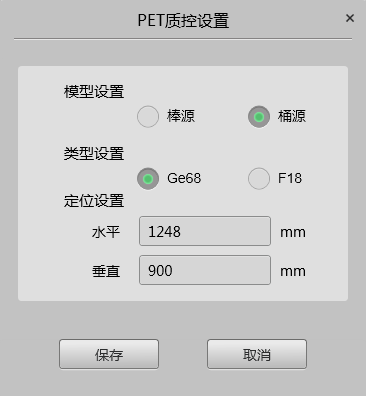 PET质控设置 ×
模型设置
棒源 桶源
类型设置
Ge68 F18
定位设置
水平 1248 mm
垂直 900 mm
保存 取消